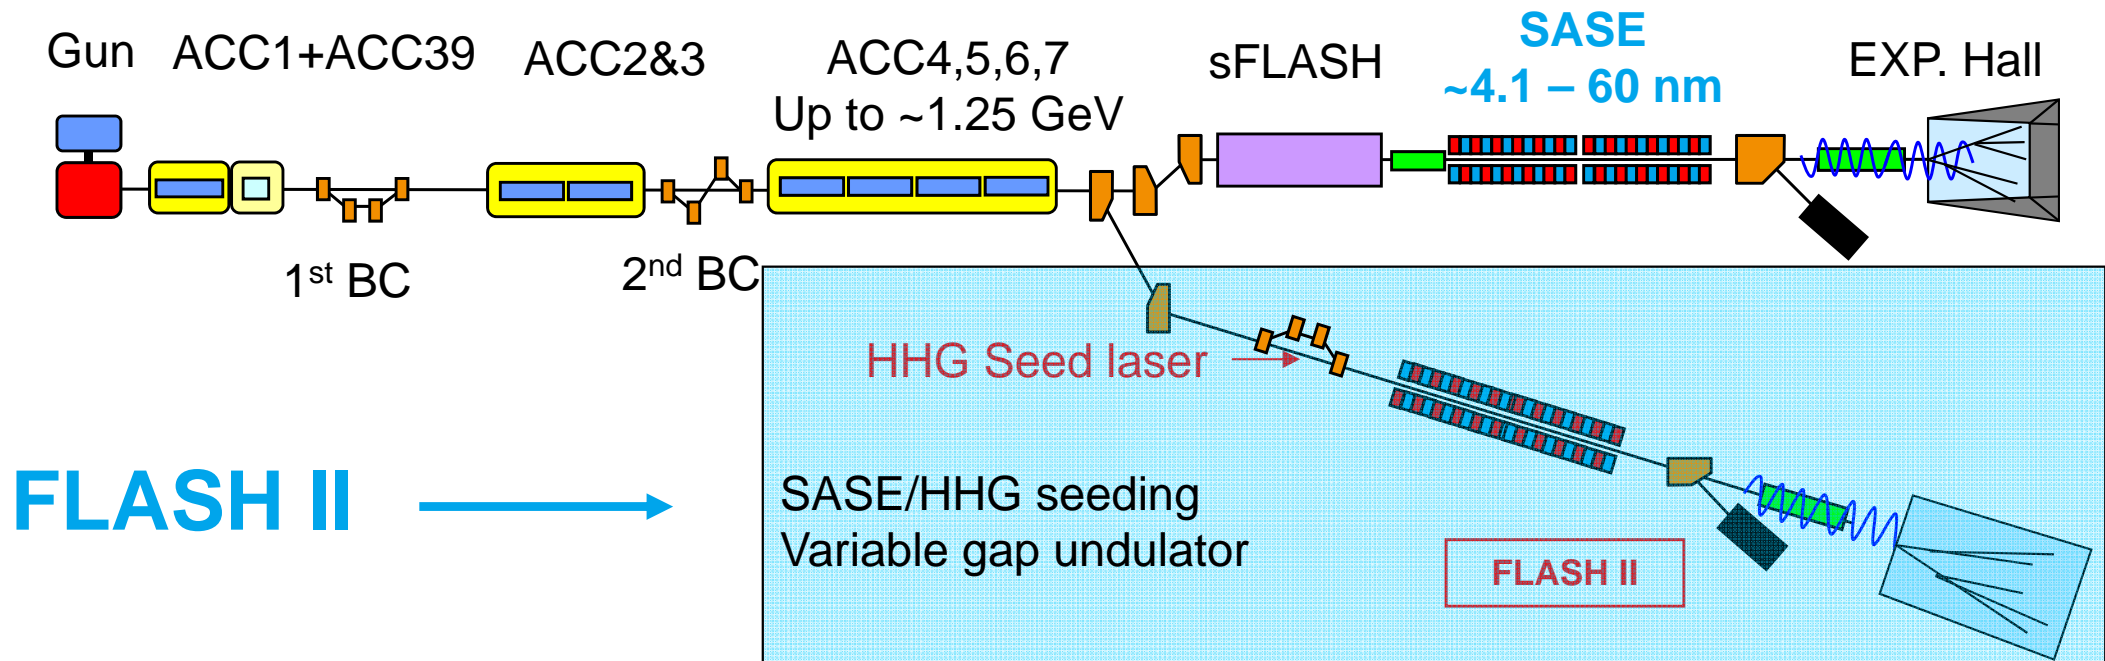 Gun
ACC1+ACC39
ACC2&3
ACC4,5,6,7
Up to ~1.25 GeV
sFLASH
SASE
~4.1 – 60 nm
EXP. Hall
1st BC
2nd BC
HHG Seed laser
FLASH II
SASE/HHG seeding
Variable gap undulator
FLASH II